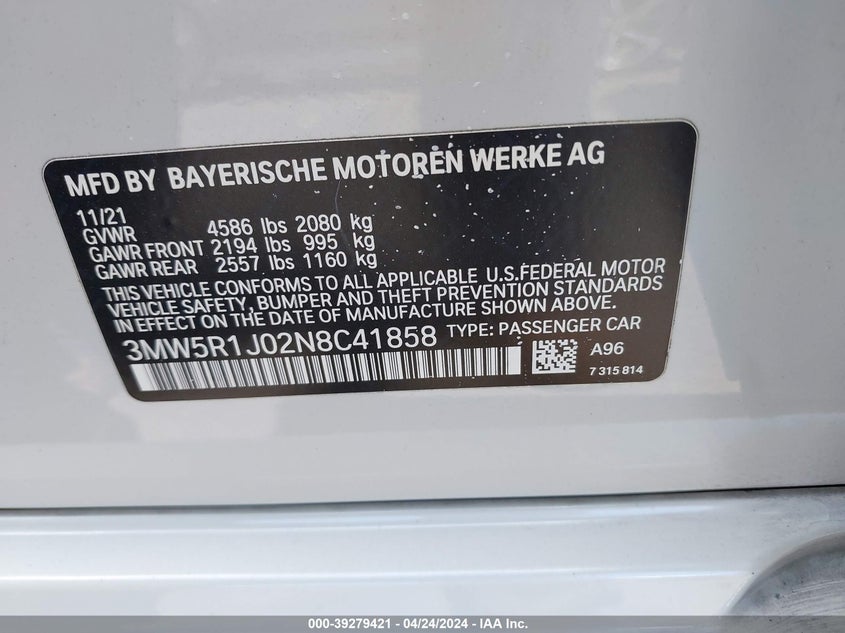 MFD BY BAYERISCHE MOTOREN WERKE AG
11/21
GVWR 4586 lbs 2080 kg
GAWR FRONT 2194 lbs 995 kg
GAWR REAR 2557 lbs 1160 kg
THIS VEHICLE CONFORMS TO ALL APPLICABLE U.S.FEDERAL MOTOR
VEHICLE SAFETY, BUMPER AND THEFT PREVENTION STANDARDS
IN EFFECT ON THE DATE OF MANUFACTURE SHOWN ABOVE.
3MW5R1J02N8C41858 TYPE: PASSENGER CAR
A96
7 315 814
000-39279421 / 04/24/2024 - IAA Inc.